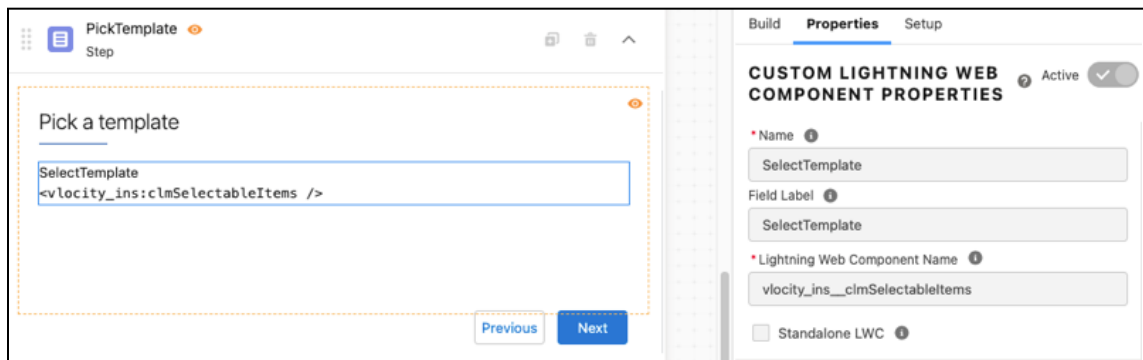 PickTemplate
Step
Pick a template
SelectTemplate
<vlocity_ins:clmSelectableItems />
Previous
Next
Build
Properties
Setup
CUSTOM LIGHTNING WEB
COMPONENT PROPERTIES
Active
*Name
SelectTemplate
Field Label
SelectTemplate
*Lightning Web Component Name
vlocity_ins__clmSelectableItems
Standalone LWC